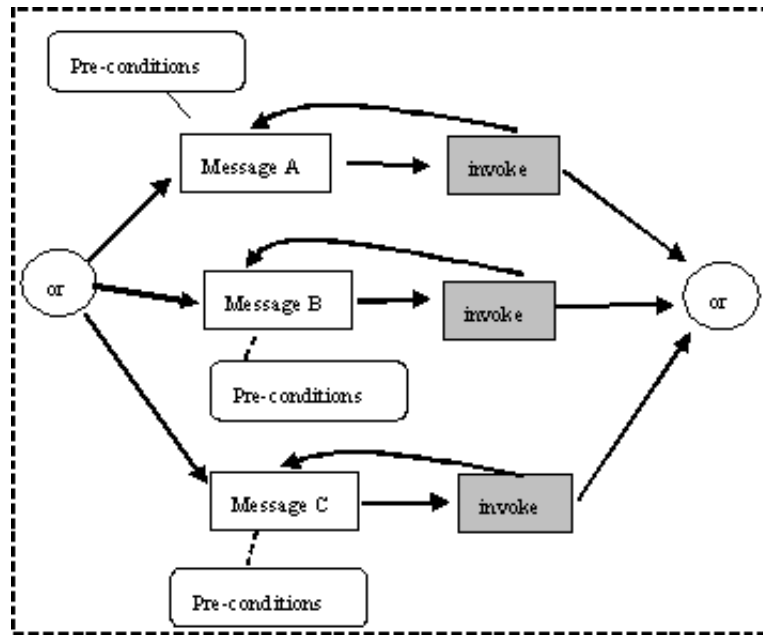 Pre-conditions
Message A
invoke
or
Message B
invoke
or
Pre-conditions
Message C
invoke
Pre-conditions